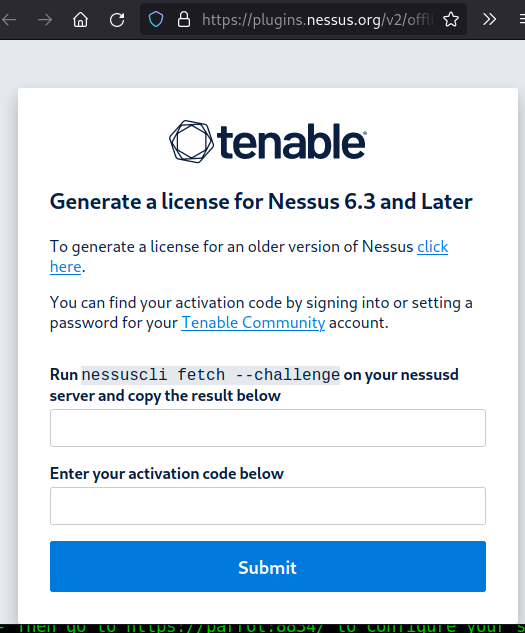 https://plugins.nessus.org/v2/offli
tenable
Generate a license for Nessus 6.3 and Later
To generate a license for an older version of Nessus click
here.
You can find your activation code by signing into or setting a
password for your Tenable Community account.
Run nessuscli fetch --challenge on your nessusd
server and copy the result below
Enter your activation code below
Submit
- Then go to https://parrot:8834/ to configure your s